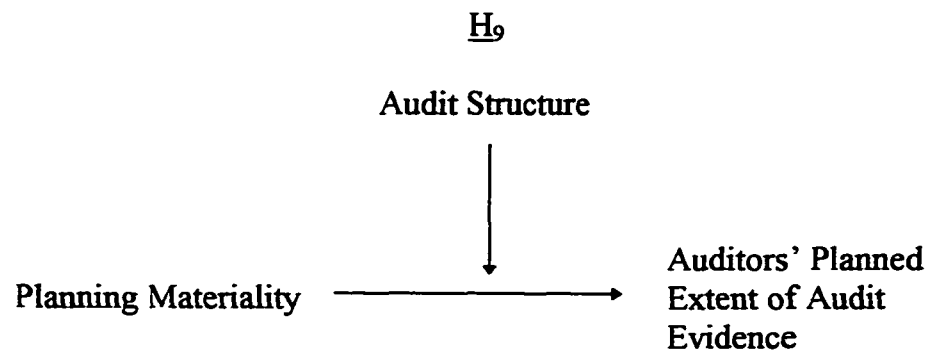 H9
Audit Structure
Planning Materiality
Auditors’ Planned
Extent of Audit
Evidence